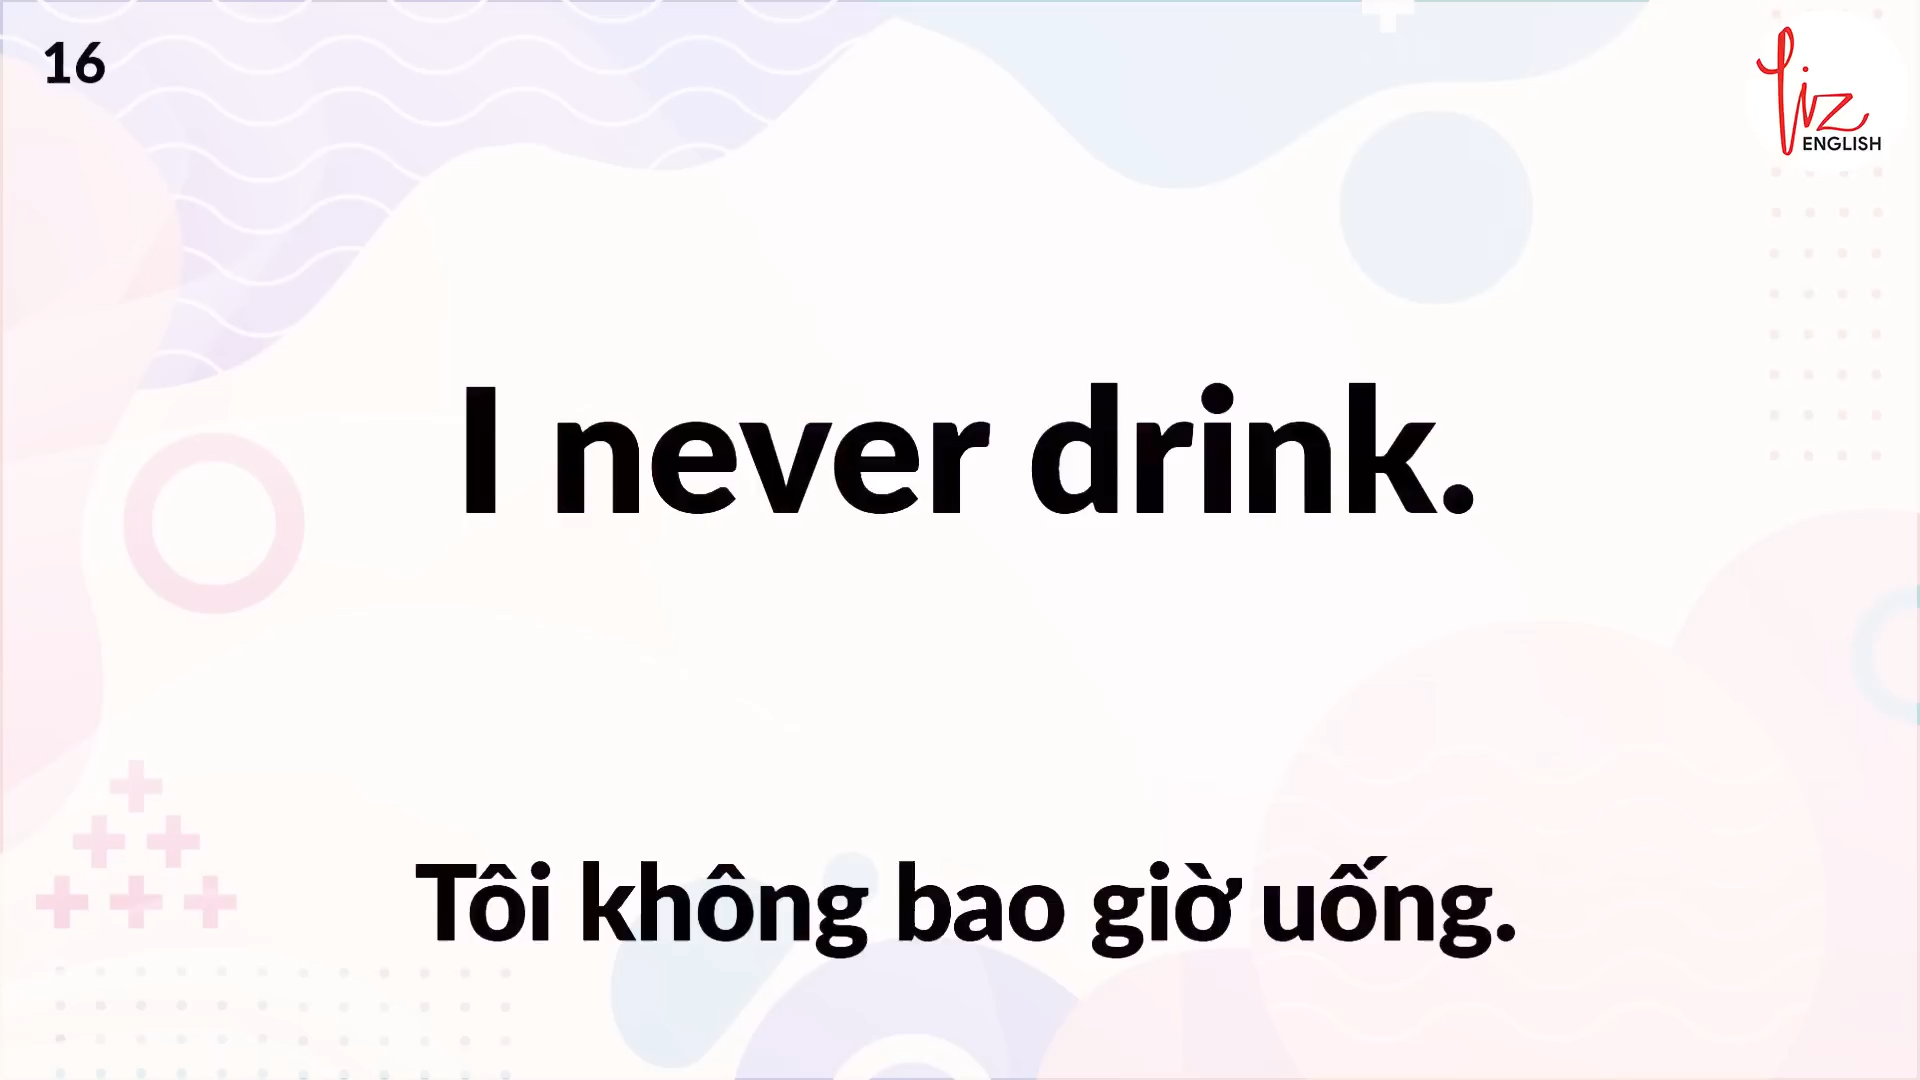 16
Liz
ENGLISH
I never drink.
Tôi không bao giờ uống.